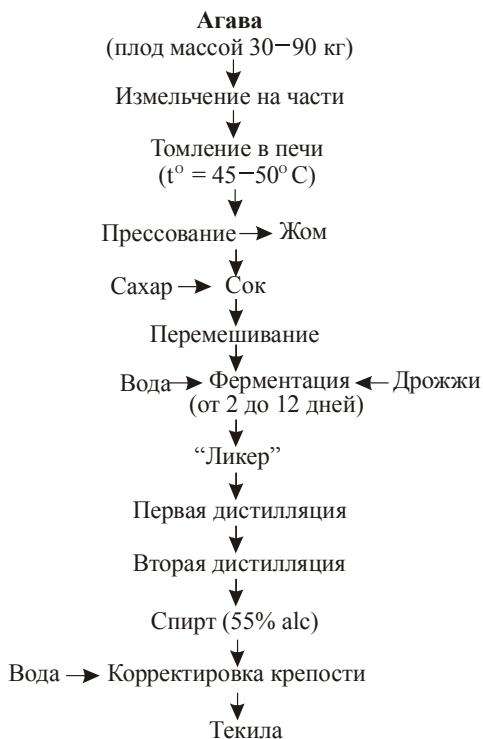 Агава
(плод массой 30−90 кг)
Измельчение на части
Томление в печи
(t° = 45−50° C)
Прессование Жом
Сахар Сок
Перемешивание
Вода Ферментация Дрожжи
(от 2 до 12 дней)
“Ликер”
Первая дистилляция
Вторая дистилляция
Спирт (55% alc)
Вода Корректировка крепости
Текила